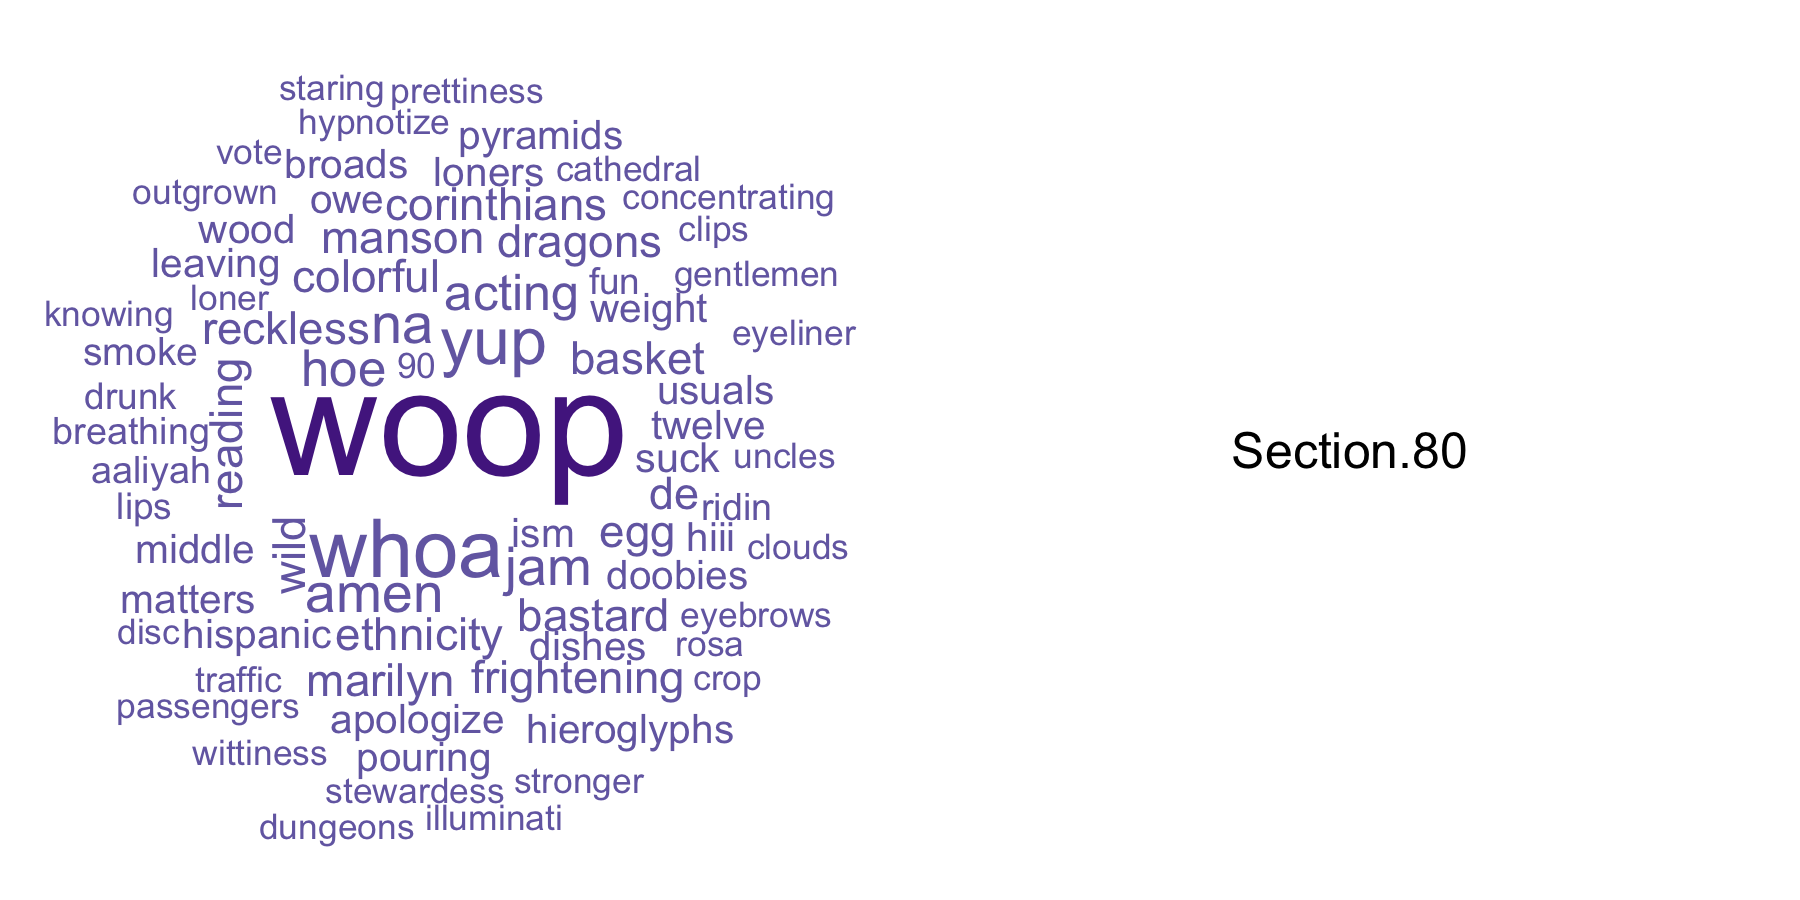 staring prettiness
hypnotize pyramids
vote broads loners cathedral
outgrown owe corinthians concentrating
wood manson dragons clips
leaving colorful acting fun gentlemen
knowing loner reckless na yup weight eyeliner
smoke hoe 90 basket
drunk reading woop usuals
breathing twelve
aaliyah suck uncles
lips de ridin
middle wild whoa ism egg hiii clouds
matters amen jam doobies
disc hispanic ethnicity bastard eyebrows
dishes rosa
traffic marilyn frightening crop
passengers apologize hieroglyphs
wittiness pouring
stewardess stronger
dungeons illuminati
Section.80